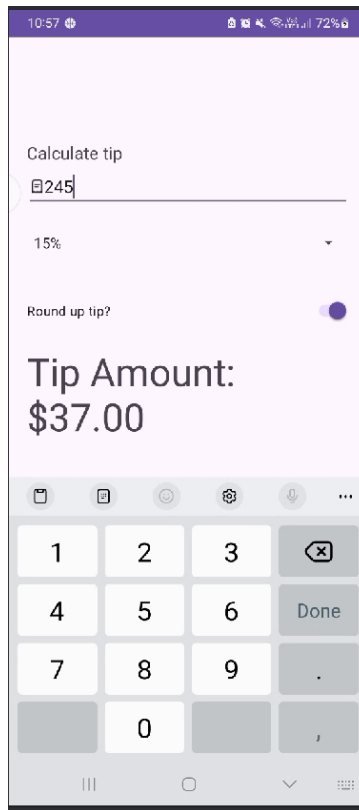 10:57
72%
Calculate tip
245
15%
Round up tip?
Tip Amount:
$37.00
1 2 3
4 5 6 Done
7 8 9 .
0 ,